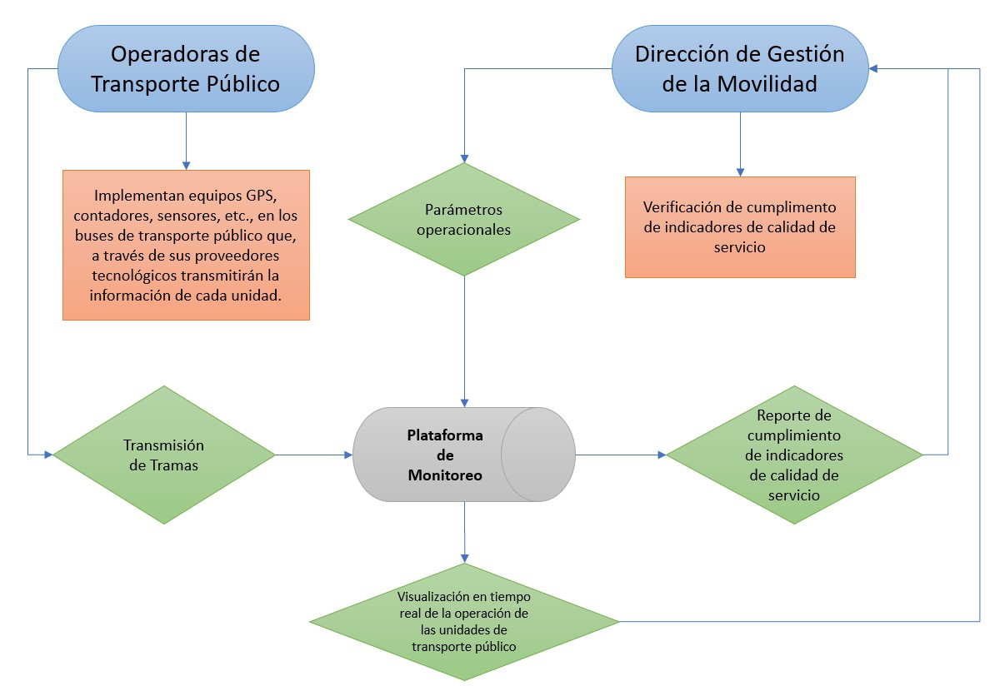 Operadoras de
Transporte Público
Dirección de Gestión
de la Movilidad
Implementan equipos GPS,
contadores, sensores, etc., en los
buses de transporte público que,
a través de sus proveedores
tecnológicos transmitirán la
información de cada unidad.
Parámetros
operacionales
Verificación de cumplimento
de indicadores de calidad de
servicio
Transmisión
de Tramas
Plataforma
de
Monitoreo
Reporte de
cumplimiento
de indicadores
de calidad de
servicio
Visualización en tiempo
real de la operación de
las unidades de
transporte público